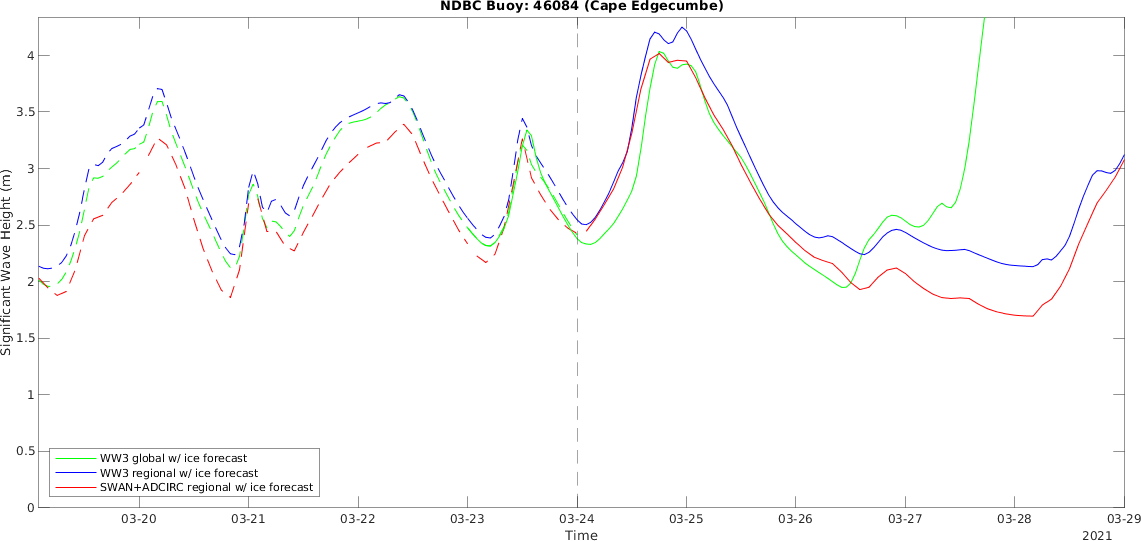 NDBC Buoy: 46084 (Cape Edgecumbe)
4
3.5
3
2.5
2
1.5
1
0.5
0
Significant Wave Height (m)
WW3 global w/ ice forecast
WW3 regional w/ ice forecast
SWAN+ADCIRC regional w/ ice forecast
03-20 03-21 03-22 03-23 03-24 03-25 03-26 03-27 03-28 03-29
Time
2021